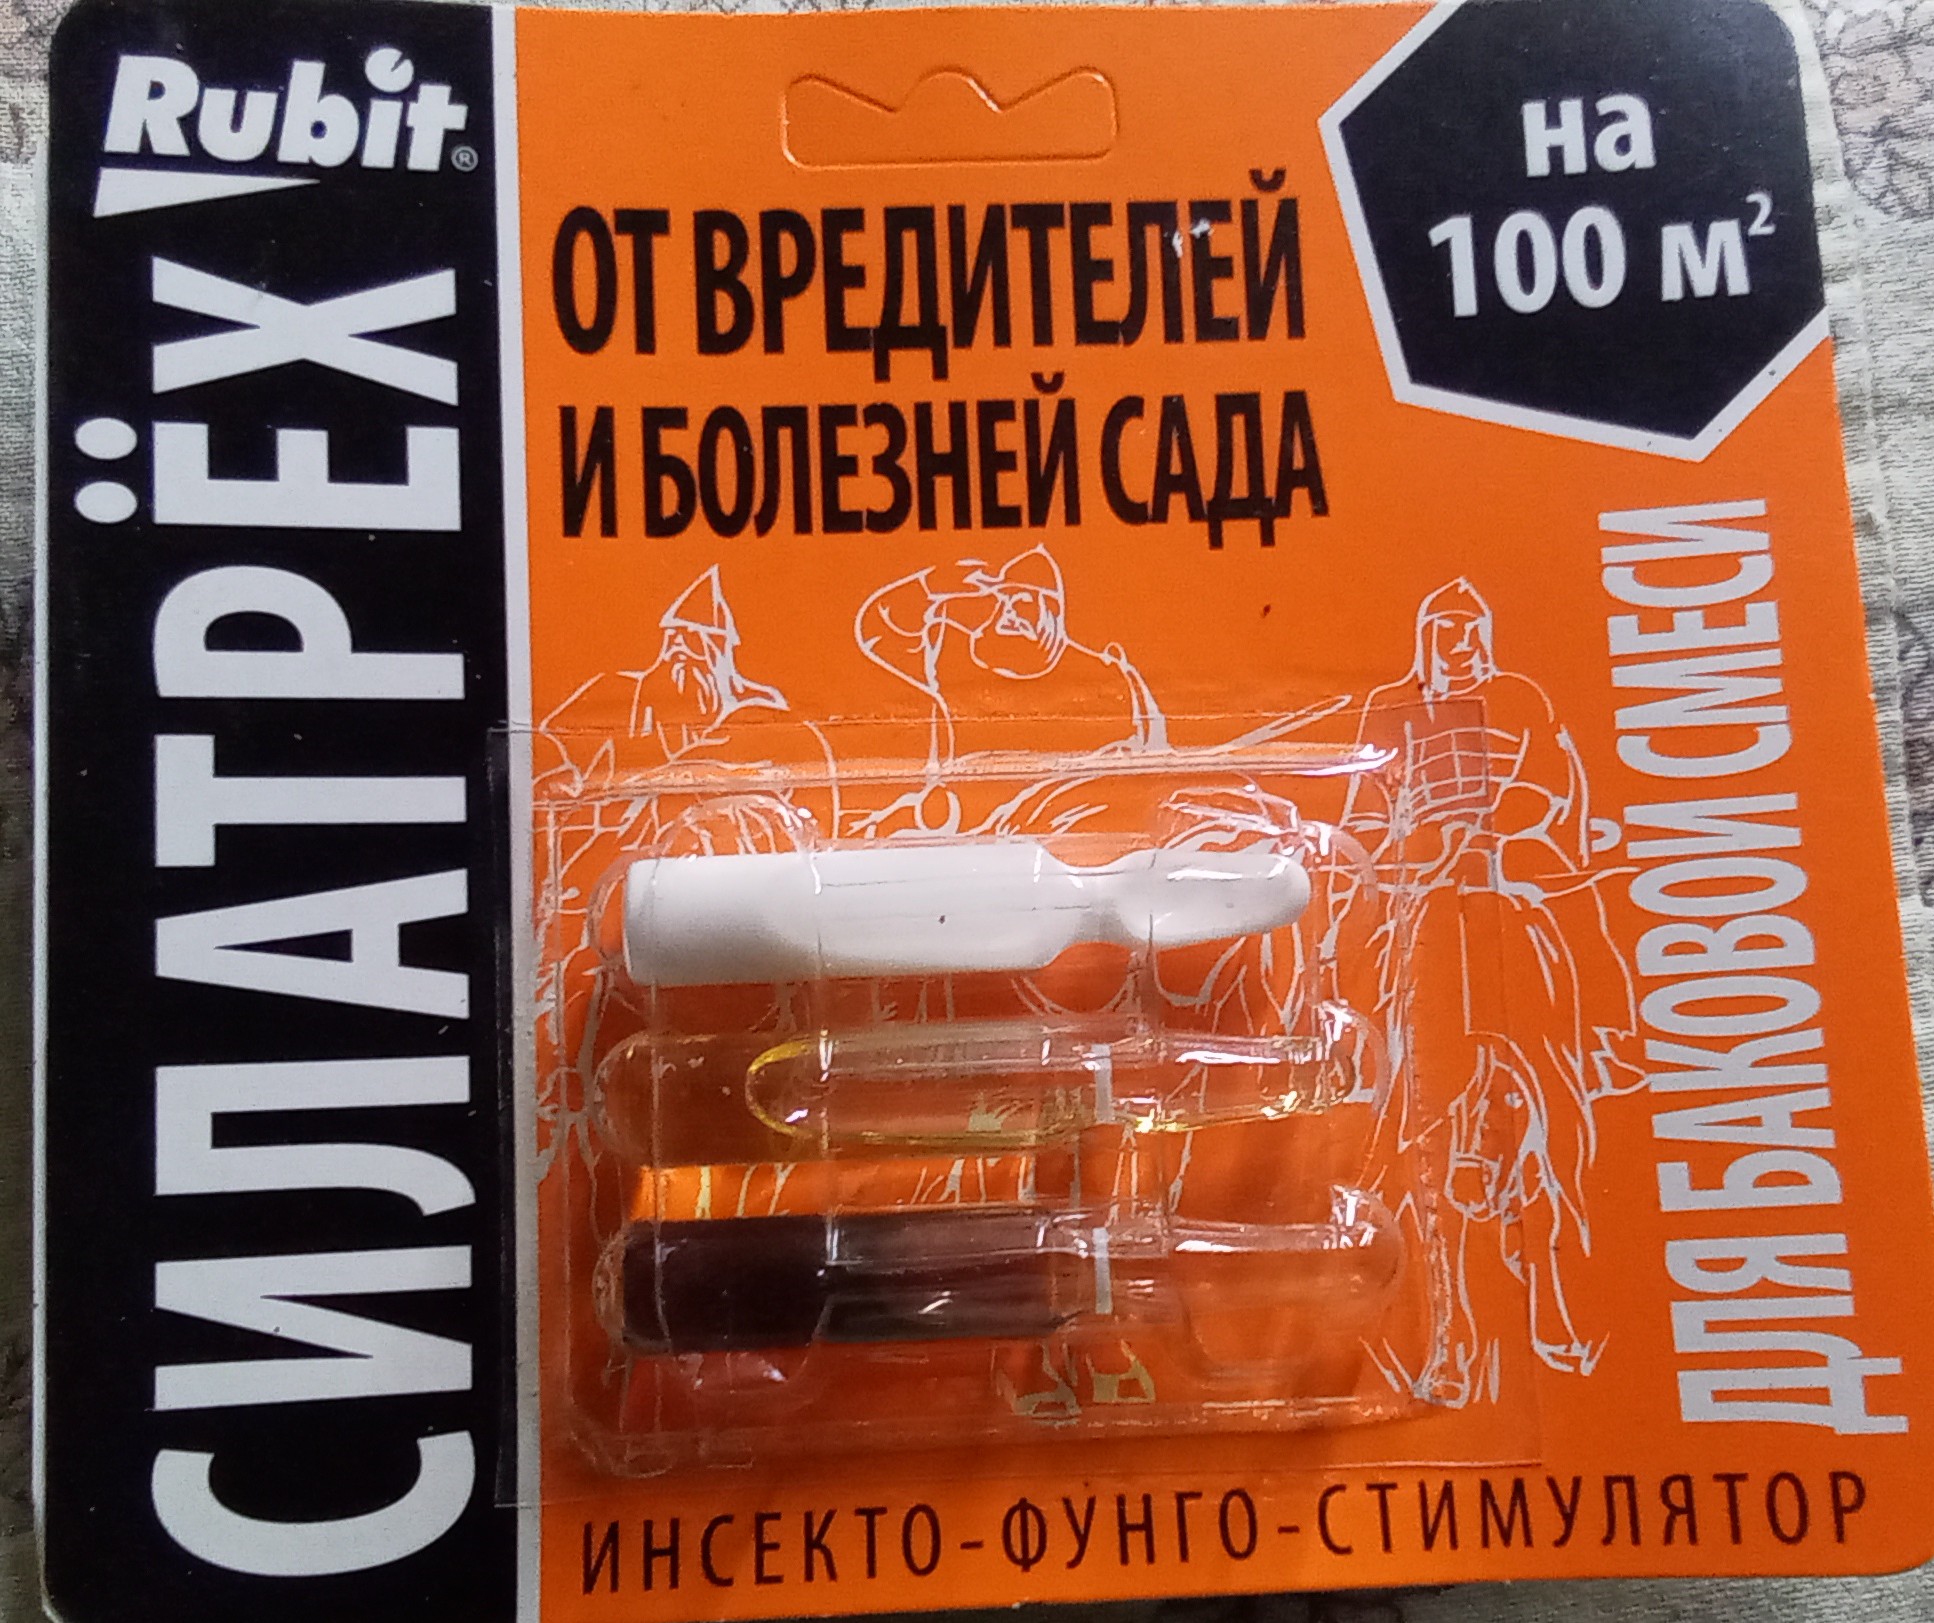 Rubit®
СИЛАТРЁХ
ОТ ВРЕДИТЕЛЕЙ
И БОЛЕЗНЕЙ САДА
на
100 м²
ДЛЯ БАКОВОЙ СМЕСИ
ИНСЕКТО-ФУНГО-СТИМУЛЯТОР